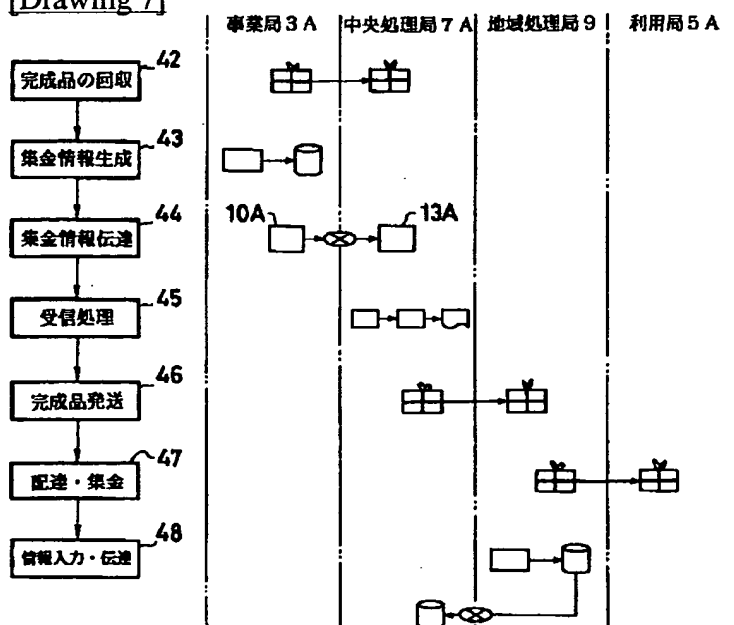 [Drawing 7]
事業局3A 中央処理局7A 地域処理局9 利用局5A
完成品の回収 42
集金情報生成 43
集金情報伝達 44
10A 13A
受信処理 45
完成品発送 46
配達・集金 47
情報入力・伝達 48